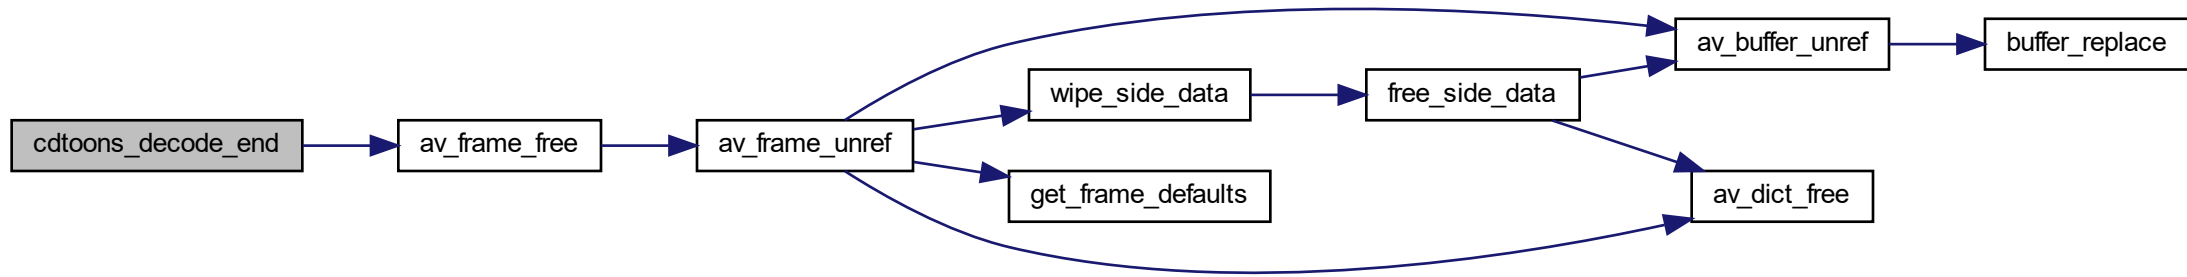 cdtoons_decode_end
av_frame_free
av_frame_unref
wipe_side_data
get_frame_defaults
free_side_data
av_buffer_unref
av_dict_free
buffer_replace